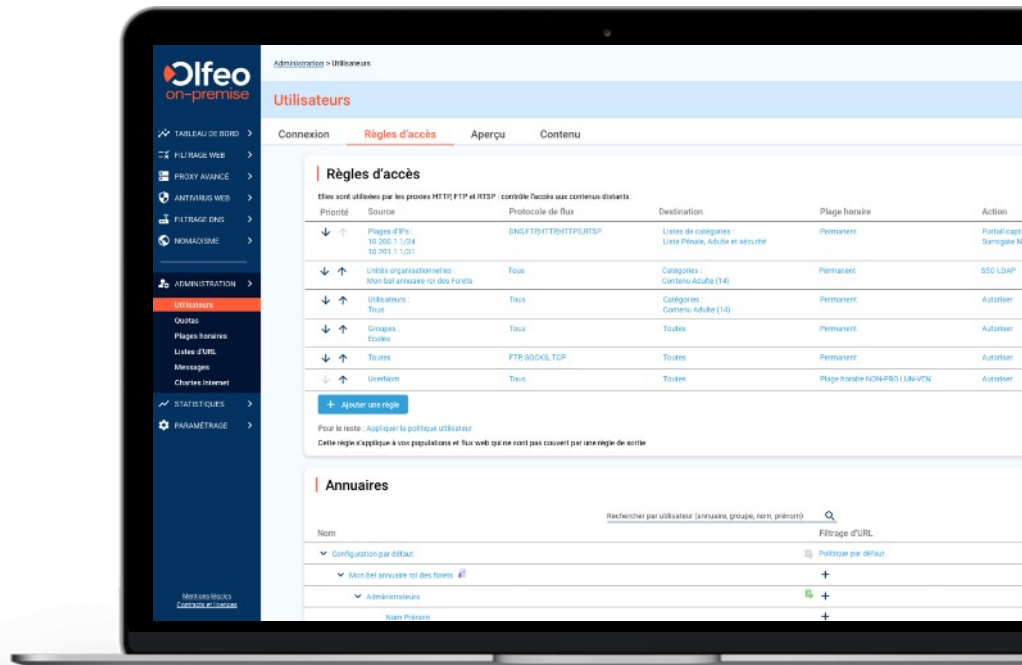 Olfeo
on-premise
TABLEAU DE BORD
FILTRAGE WEB
PROXY AVANCÉ
ANTIVIRUS WEB
FILTRAGE DNS
NOMADISME
ADMINISTRATION
Utilisateurs
Quotas
Plages horaires
Listes d'URL
Messages
Chartes Internet
STATISTIQUES
PARAMÉTRAGE
Mentions légales
Contrats et licences
Administration > Utilisateurs
Utilisateurs
Connexion Règles d'accès Aperçu Contenu
Règles d'accès
Elles sont utilisées par les proxies HTTP, FTP et RTSP : contrôle l'accès aux contenus distants.
Priorité Source Protocole de flux Destination Plage horaire Action
Plages d'IPs : DNS,FTP,HTTP,HTTPS,RTSP Listes de catégories : Permanent Portail capti
10.200.1.1/24 Liste Pénale, Adulte et sécurité Surrogate N
10.201.1.1/31
Unités organisationnelles : Tous Catégories : Permanent SSO LDAP
Mon bel annuaire roi des Forets Contenu Adulte (14)
Utilisateurs : Tous Catégories : Permanent Autoriser
Tous Contenu Adulte (14)
Groupes : Tous Toutes Permanent Autoriser
Ecoles
Toutes FTP, SOCKS, TCP Toutes Permanent Autoriser
UserNom Tous Toutes Plage horaire NON-PRO LUN-VEN Autoriser
+ Ajouter une règle
Pour le reste : Appliquer la politique utilisateur
Cette règle s'applique à vos populations et flux web qui ne sont pas couvert par une règle de sortie
Annuaires
Rechercher par utilisateur (annuaire, groupe, nom, prénom)
Nom Filtrage d'URL
Configuration par défaut Politique par défaut
Mon bel annuaire roi des forets +
Administrateurs +
Nom Prénom +